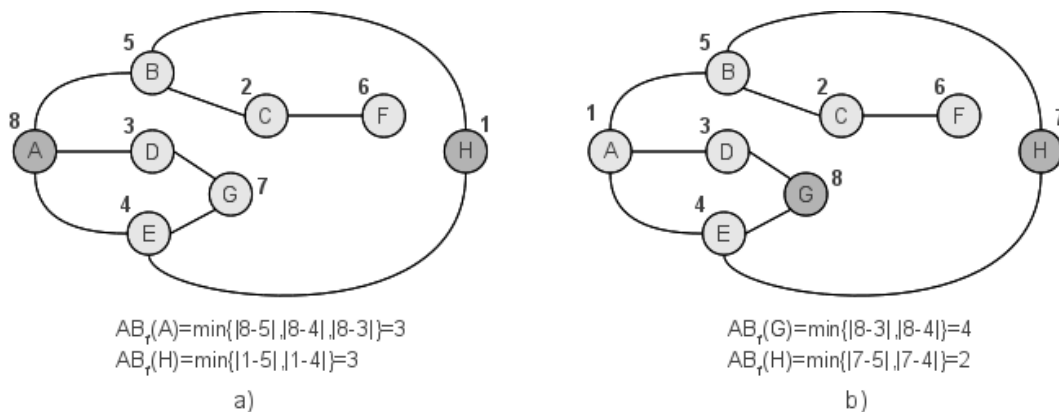 5
B
2
C
6
F
8
A
3
D
1
H
G
7
4
E
AB_f(A)=min{|8-5|,|8-4|,|8-3|}=3
AB_f(H)=min{|1-5|,|1-4|}=3
a)
5
B
2
C
6
F
1
A
3
D
7
H
G
8
4
E
AB_f(G)=min{|8-3|,|8-4|}=4
AB_f(H)=min{|7-5|,|7-4|}=2
b)